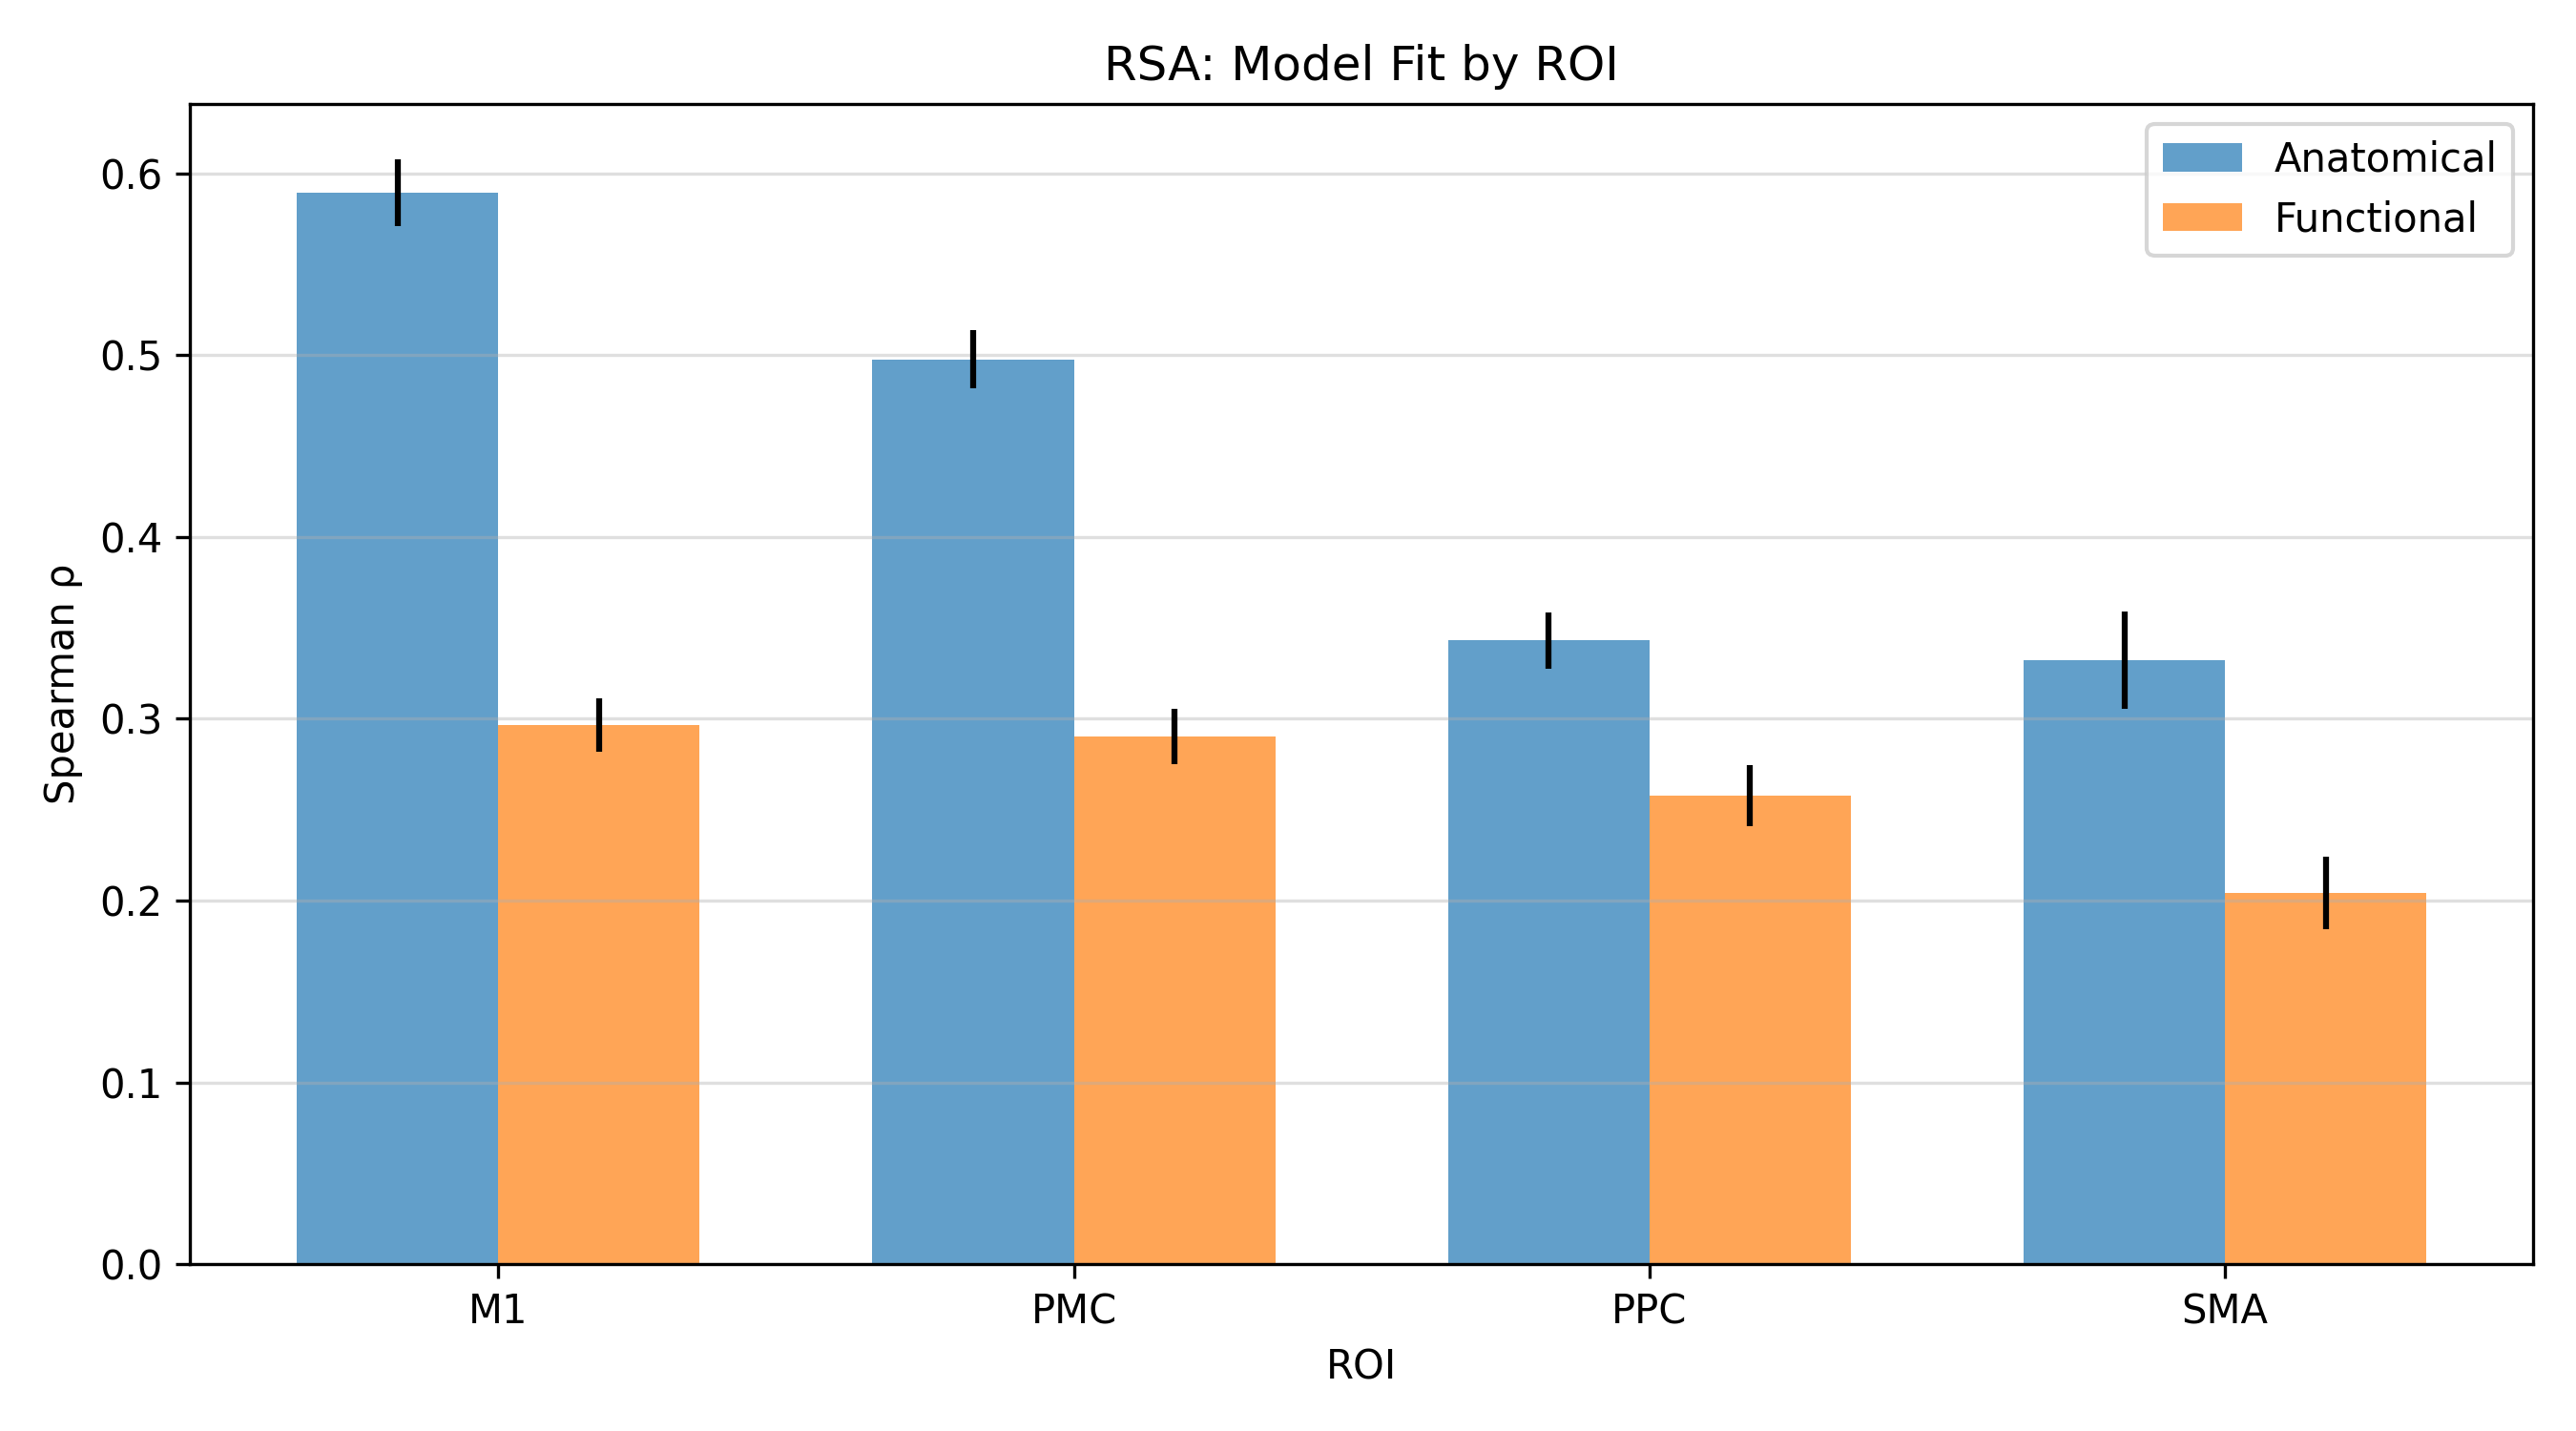 RSA: Model Fit by ROI
Anatomical
Functional
Spearman ρ
0.6
0.5
0.4
0.3
0.2
0.1
0.0
M1
PMC
PPC
SMA
ROI